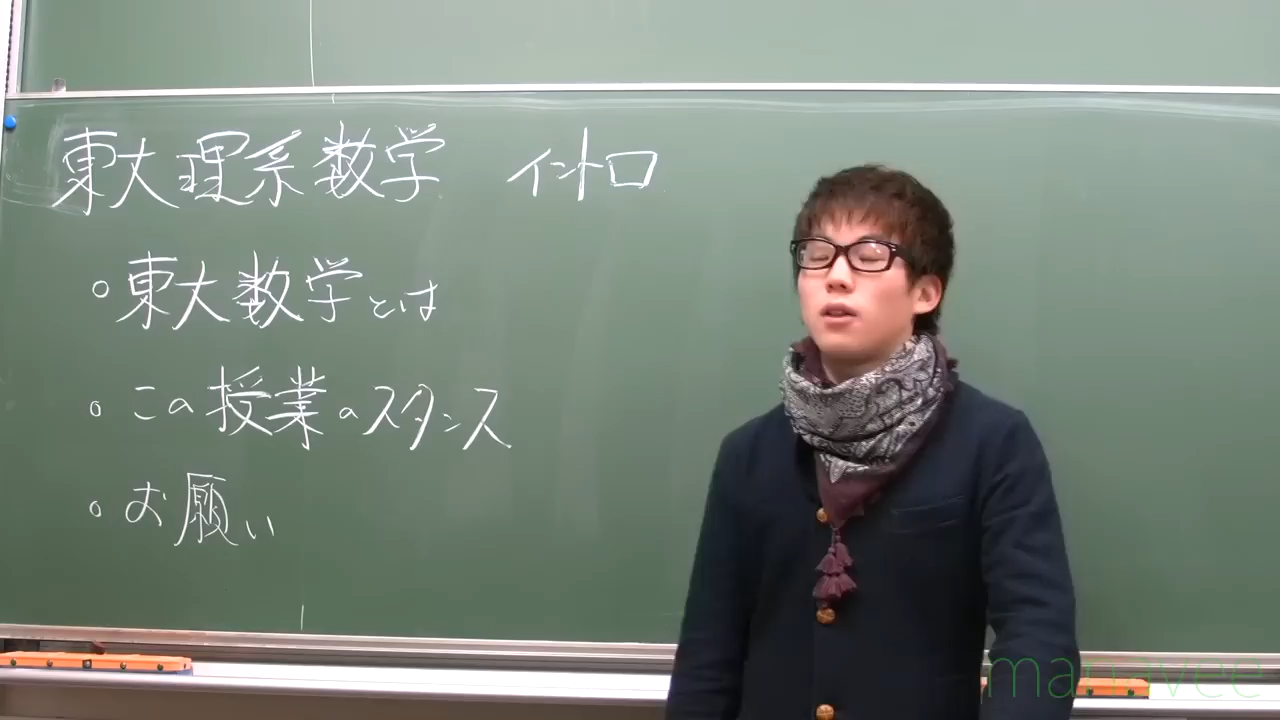 東大理系数学 イントロ
○東大数学とは
○この授業のスタンス
○お願い
manavee